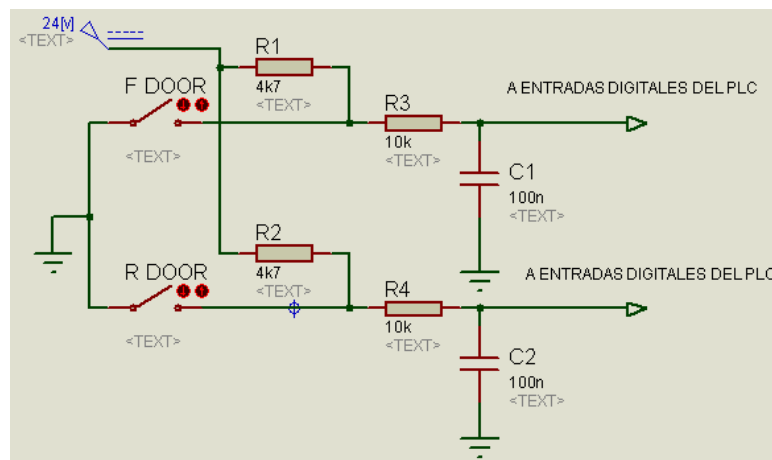 24[V]
<TEXT>
R1
4k7
<TEXT>
F DOOR
<TEXT>
R3
10k
<TEXT>
A ENTRADAS DIGITALES DEL PLC
C1
100n
<TEXT>
R2
4k7
<TEXT>
R DOOR
<TEXT>
R4
10k
<TEXT>
A ENTRADAS DIGITALES DEL PLC
C2
100n
<TEXT>